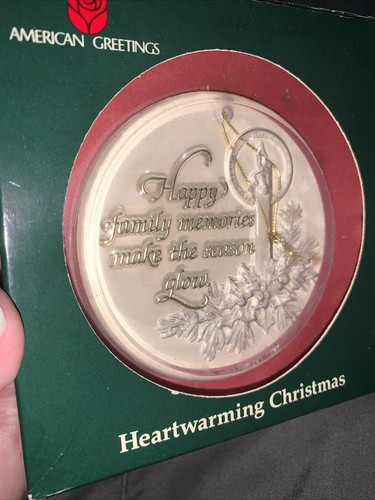 AMERICAN GREETINGS
Happy
family memories
make the season
glow.
Heartwarming Christmas